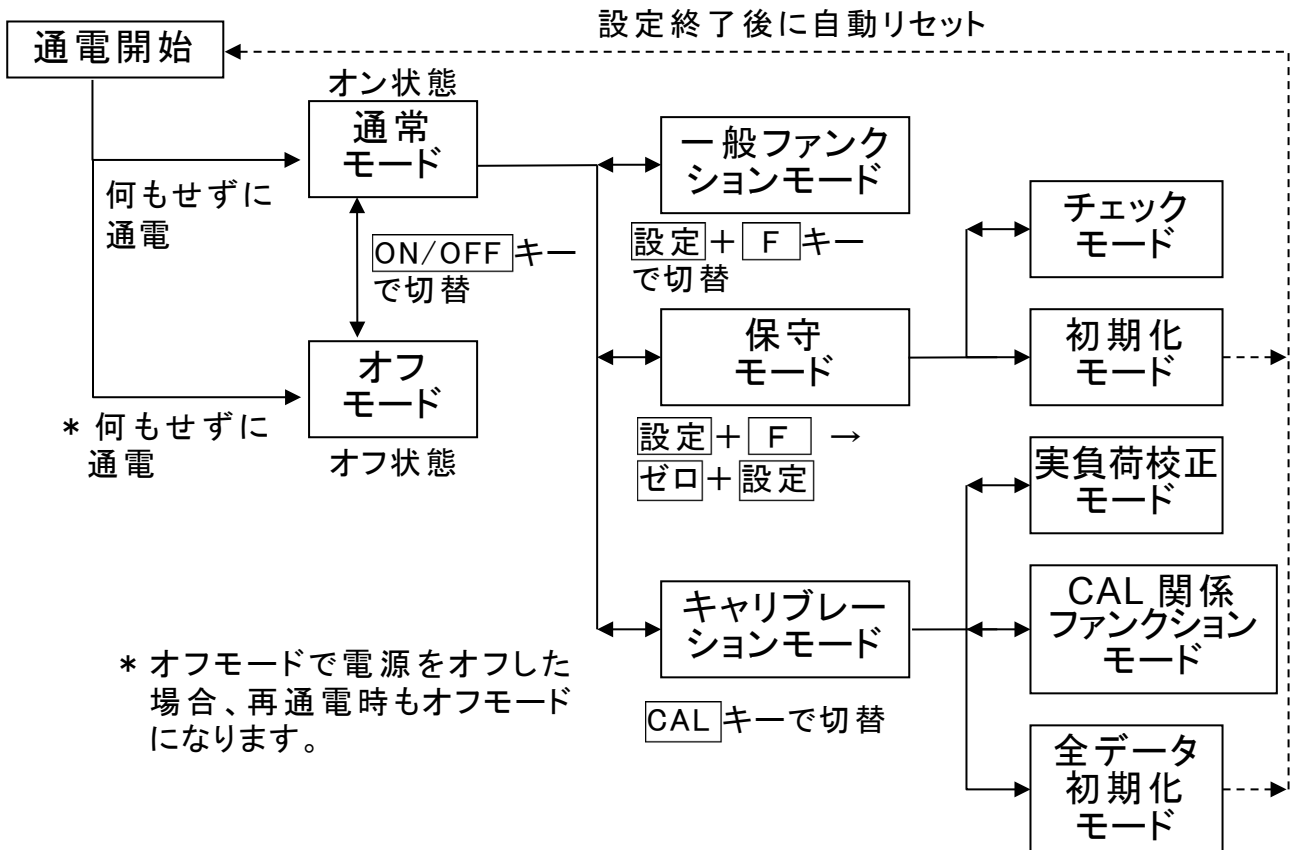 設定終了後に自動リセット
通電開始
オン状態
通常
モード
何もせずに
通電
ON/OFF キー
で切替
オフ
モード
オフ状態
* 何もせずに
通電
一般ファンク
ションモード
設定+ F キー
で切替
保守
モード
設定+ F →
ゼロ+設定
キャリブレー
ションモード
CAL キーで切替
チェック
モード
初期化
モード
実負荷校正
モード
CAL 関係
ファンクション
モード
全データ
初期化
モード
* オフモードで電源をオフした
場合、再通電時もオフモード
になります。